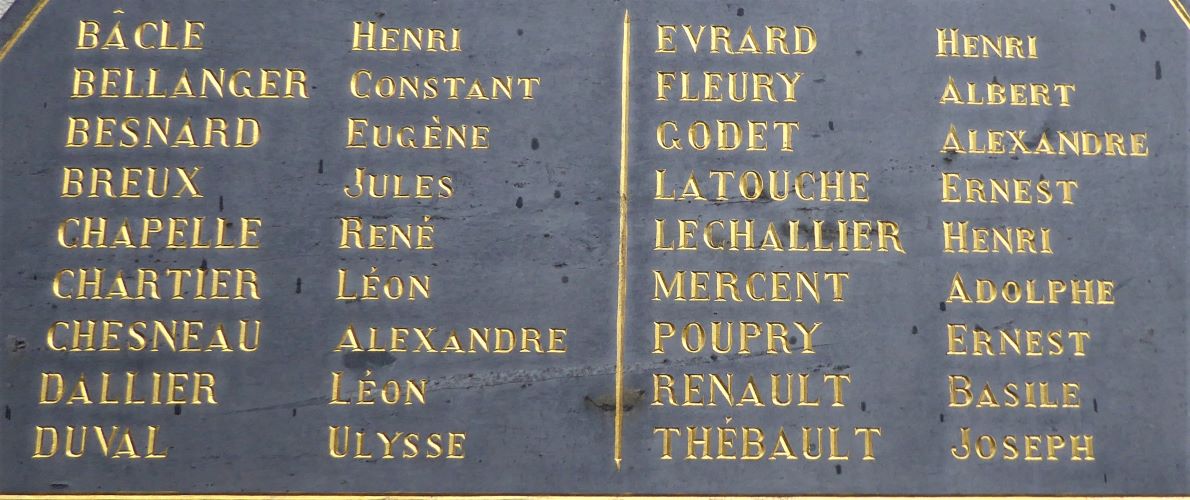 BÂCLE HENRI
BELLANGER CONSTANT
BESNARD EUGÈNE
BREUX JULES
CHAPELLE RENÉ
CHARTIER LÉON
CHESNEAU ALEXANDRE
DALLIER LÉON
DUVAL ULYSSE
EVRARD HENRI
FLEURY ALBERT
GODET ALEXANDRE
LATOUCHE ERNEST
LECHALLIER HENRI
MERCENT ADOLPHE
POUPRY ERNEST
RENAULT BASILE
THÉBAULT JOSEPH